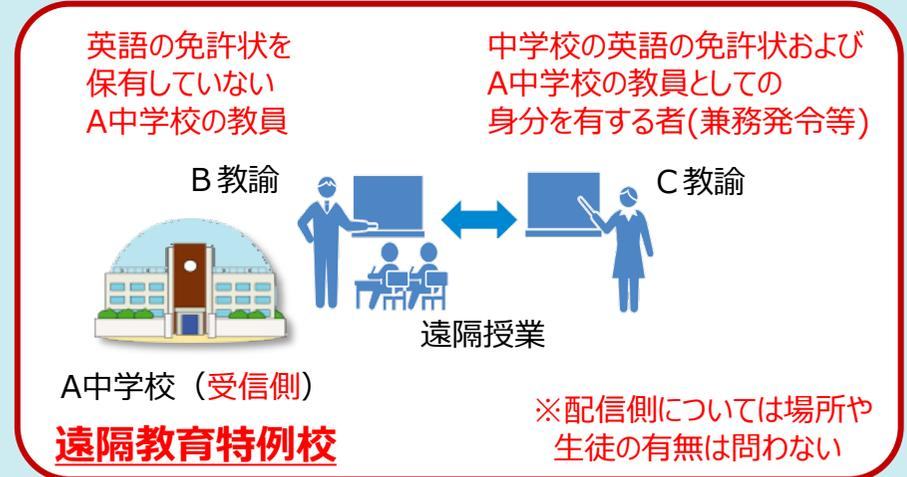 英語の免許状を
保有していない
A中学校の教員
中学校の英語の免許状および
A中学校の教員としての
身分を有する者(兼務発令等)
B教諭
C教諭
遠隔授業
A中学校（受信側）
遠隔教育特例校
※配信側については場所や
生徒の有無は問わない